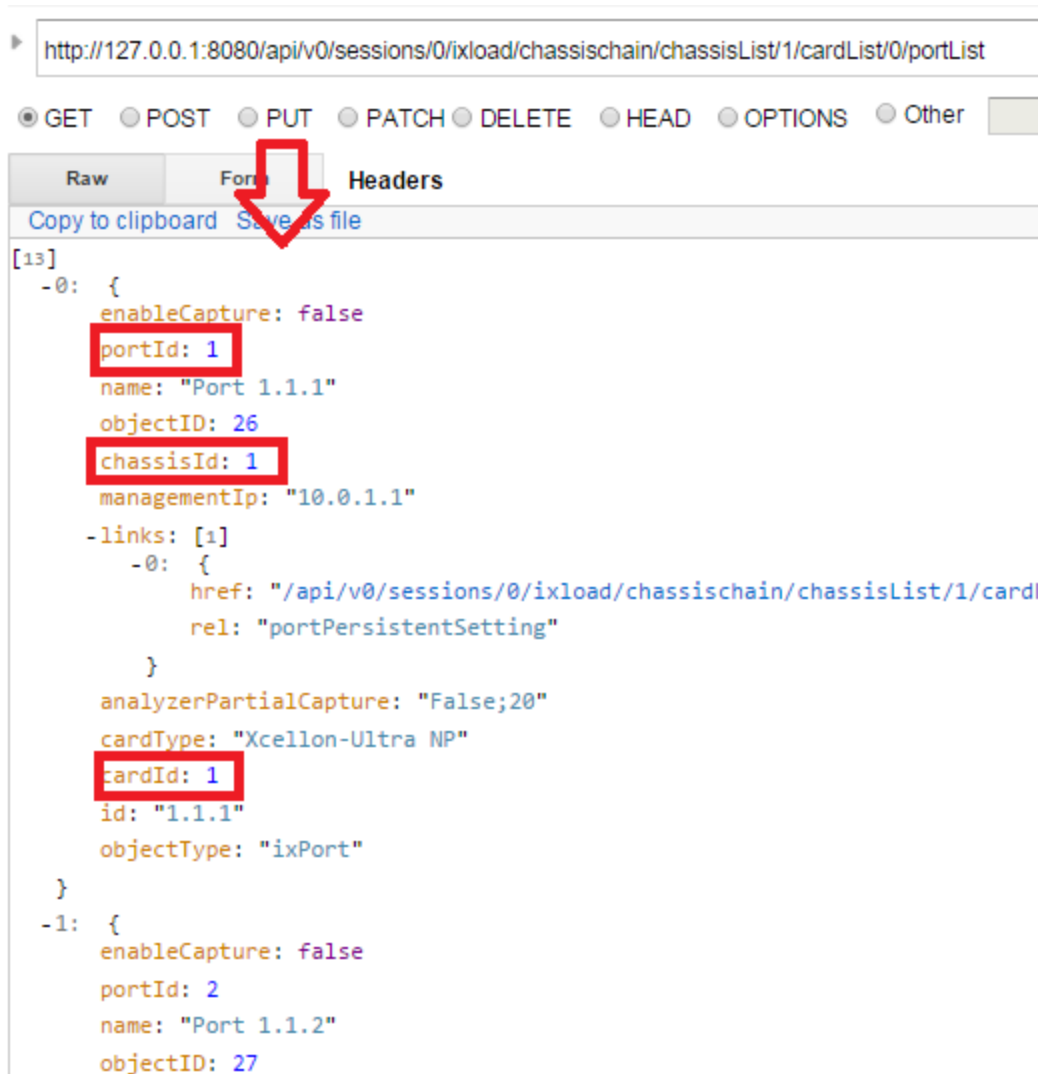 http://127.0.0.1:8080/api/v0/sessions/0/ixload/chassischain/chassisList/1/cardList/0/portList
GET POST PUT PATCH DELETE HEAD OPTIONS Other
Raw Form Headers
Copy to clipboard Save as file
[13]
-0: {
enableCapture: false
portId: 1
name: "Port 1.1.1"
objectID: 26
chassisId: 1
managementIp: "10.0.1.1"
-links: [1]
-0: {
href: "/api/v0/sessions/0/ixload/chassischain/chassisList/1/card
rel: "portPersistentSetting"
}
analyzerPartialCapture: "False;20"
cardType: "Xcellon-Ultra NP"
cardId: 1
id: "1.1.1"
objectType: "ixPort"
}
-1: {
enableCapture: false
portId: 2
name: "Port 1.1.2"
objectID: 27